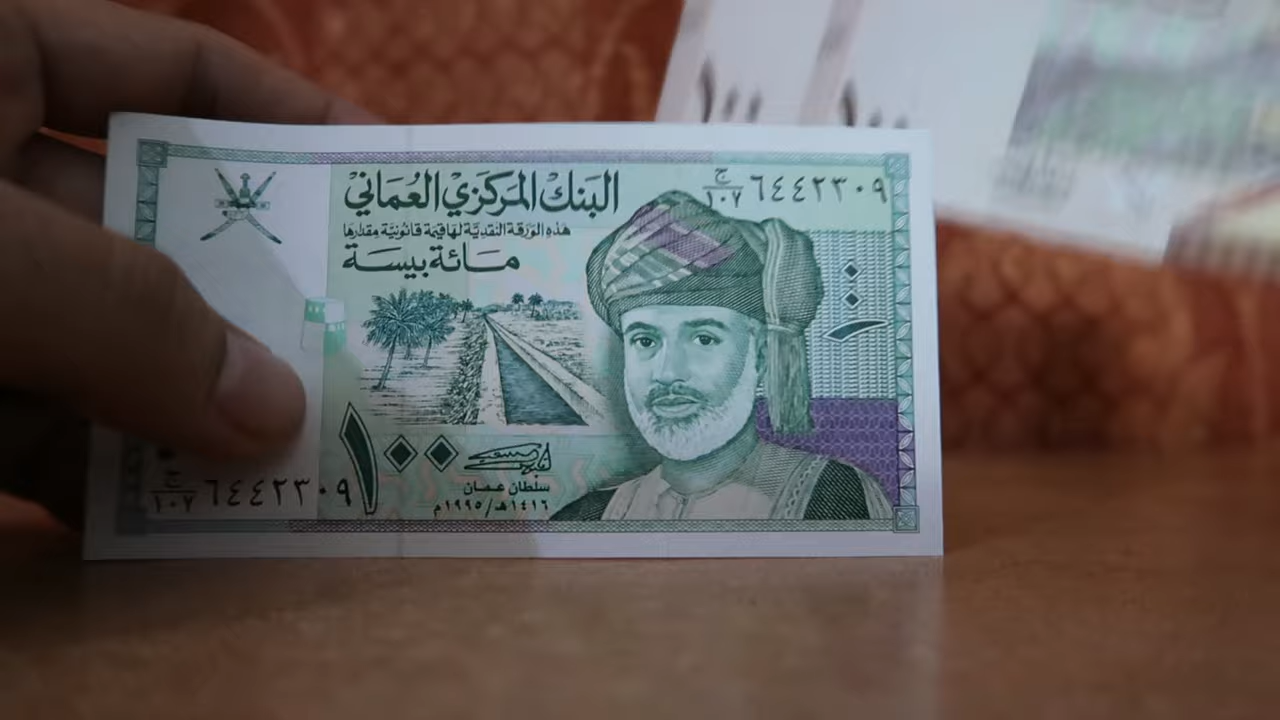 البنك المركزي العماني
ج
١٠٧ ٦٤٤٢٣٠٩
هذه الورقة النقدية لها قيمة قانونية مقدارها
مائة بيسة
١٠٠
١٠٠
سلطان عمان
١٤١٦هـ/١٩٩٥م
ج
١٠٧ ٦٤٤٢٣٠٩